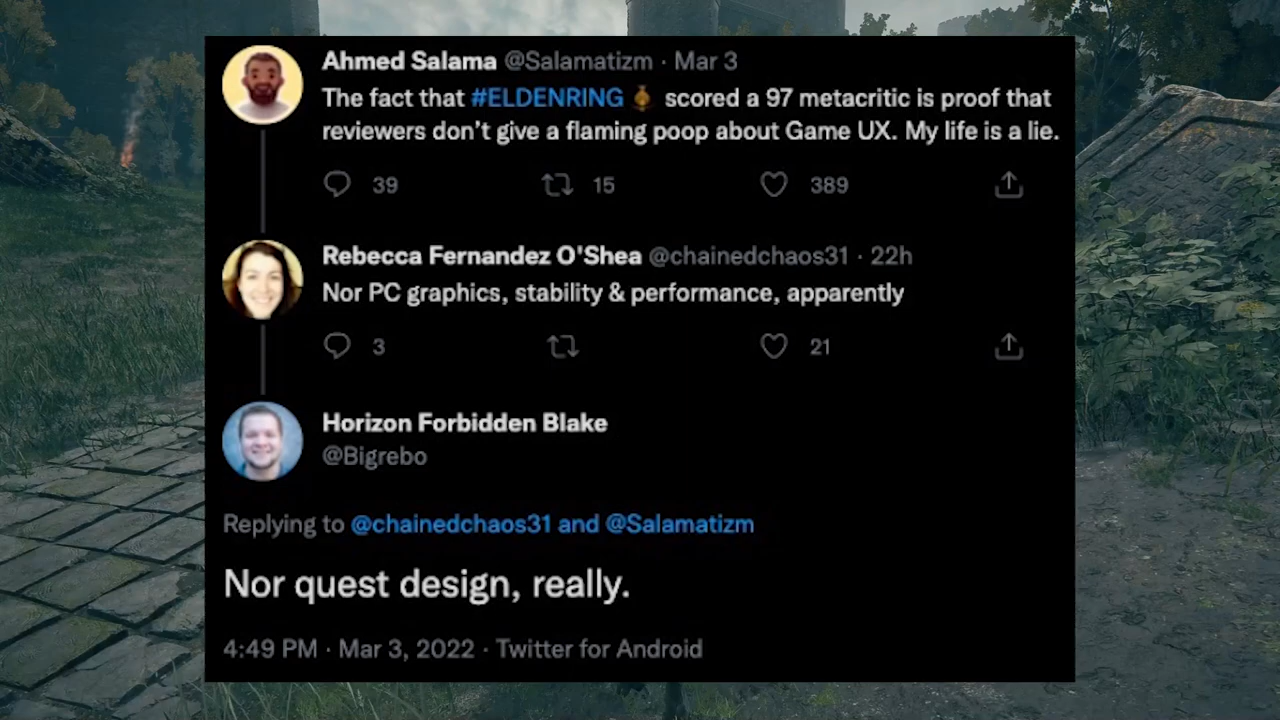 Ahmed Salama @Salamatizm · Mar 3
The fact that #ELDENRING scored a 97 metacritic is proof that
reviewers don't give a flaming poop about Game UX. My life is a lie.
39 15 389
Rebecca Fernandez O'Shea @chainedchaos31 · 22h
Nor PC graphics, stability & performance, apparently
3 21
Horizon Forbidden Blake
@Bigrebo
Replying to @chainedchaos31 and @Salamatizm
Nor quest design, really.
4:49 PM · Mar 3, 2022 · Twitter for Android